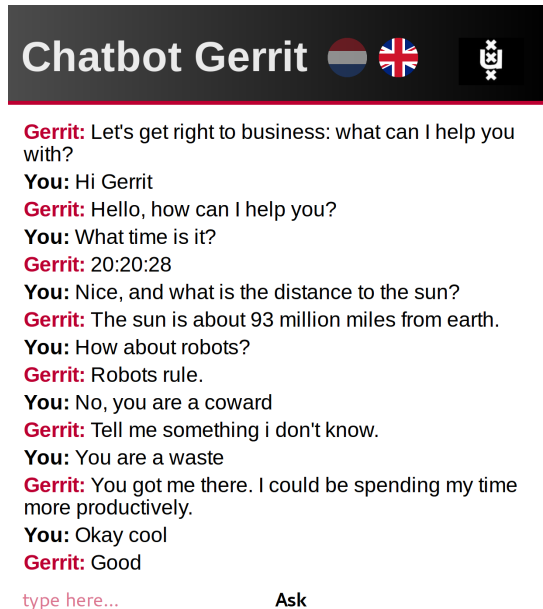 Chatbot Gerrit
Gerrit: Let's get right to business: what can I help you
with?
You: Hi Gerrit
Gerrit: Hello, how can I help you?
You: What time is it?
Gerrit: 20:20:28
You: Nice, and what is the distance to the sun?
Gerrit: The sun is about 93 million miles from earth.
You: How about robots?
Gerrit: Robots rule.
You: No, you are a coward
Gerrit: Tell me something i don't know.
You: You are a waste
Gerrit: You got me there. I could be spending my time
more productively.
You: Okay cool
Gerrit: Good
type here... Ask